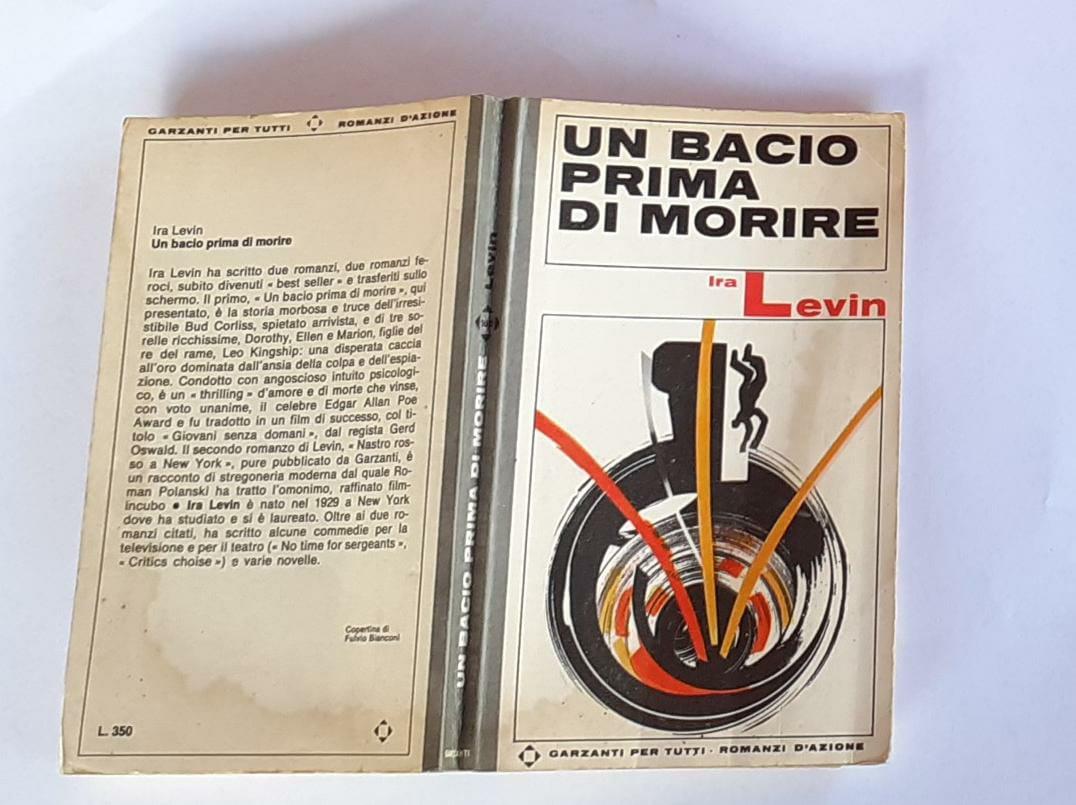 GARZANTI PER TUTTI ROMANZI D'AZIONE
Ira Levin
Un bacio prima di morire
Ira Levin ha scritto due romanzi, due romanzi fe-
roci, subito divenuti « best seller » e trasferiti sullo
schermo. Il primo, « Un bacio prima di morire », qui
presentato, è la storia morbosa e truce dell'irresi-
stibile Bud Corliss, spietato arrivista, e di tre so-
relle ricchissime, Dorothy, Ellen e Marion, figlie del
re del rame, Leo Kingship: una disperata caccia
all'oro dominata dall'ansia della colpa e dell'espia-
zione. Condotto con angoscioso intuito psicologi-
co, è un « thrilling » d'amore e di morte che vinse,
con voto unanime, il celebre Edgar Allan Poe
Award e fu tradotto in un film di successo, col ti-
tolo « Giovani senza domani », dal regista Gerd
Oswald. Il secondo romanzo di Levin, « Nastro ros-
so a New York », pure pubblicato da Garzanti, é
un racconto di stregoneria moderna dal quale Ro-
man Polanski ha tratto l'omonimo, raffinato film-
incubo ● Ira Levin è nato nel 1929 a New York
dove ha studiato e si é laureato. Oltre ai due ro-
manzi citati, ha scritto alcune commedie per la
televisione e per il teatro (« No time for sergeants »,
« Critics choise ») e varie novelle.
Copertina di
Fulvio Bianconi
L. 350
UN BACIO PRIMA DI MORIRE Levin
GARZANTI
UN BACIO
PRIMA
DI MORIRE
Ira Levin
GARZANTI PER TUTTI · ROMANZI D'AZIONE